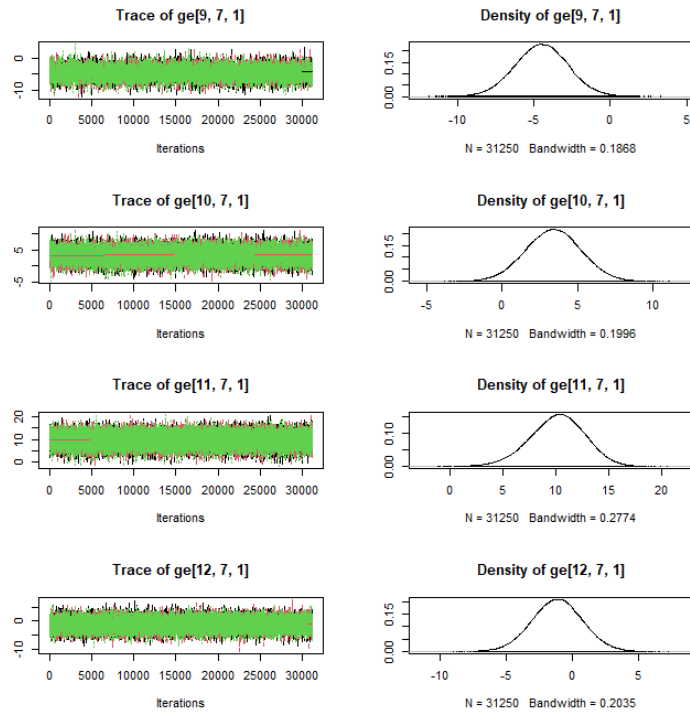 Trace of ge[9, 7, 1]
0
-10
0 5000 10000 15000 20000 25000 30000
Iterations
Density of ge[9, 7, 1]
0.15
0.00
-10 -5 0 5
N = 31250 Bandwidth = 0.1868
Trace of ge[10, 7, 1]
5
-5
0 5000 10000 15000 20000 25000 30000
Iterations
Density of ge[10, 7, 1]
0.15
0.00
-5 0 5 10
N = 31250 Bandwidth = 0.1996
Trace of ge[11, 7, 1]
20
10
0
0 5000 10000 15000 20000 25000 30000
Iterations
Density of ge[11, 7, 1]
0.10
0.00
0 5 10 15 20
N = 31250 Bandwidth = 0.2774
Trace of ge[12, 7, 1]
0
-10
0 5000 10000 15000 20000 25000 30000
Iterations
Density of ge[12, 7, 1]
0.15
0.00
-10 -5 0 5
N = 31250 Bandwidth = 0.2035